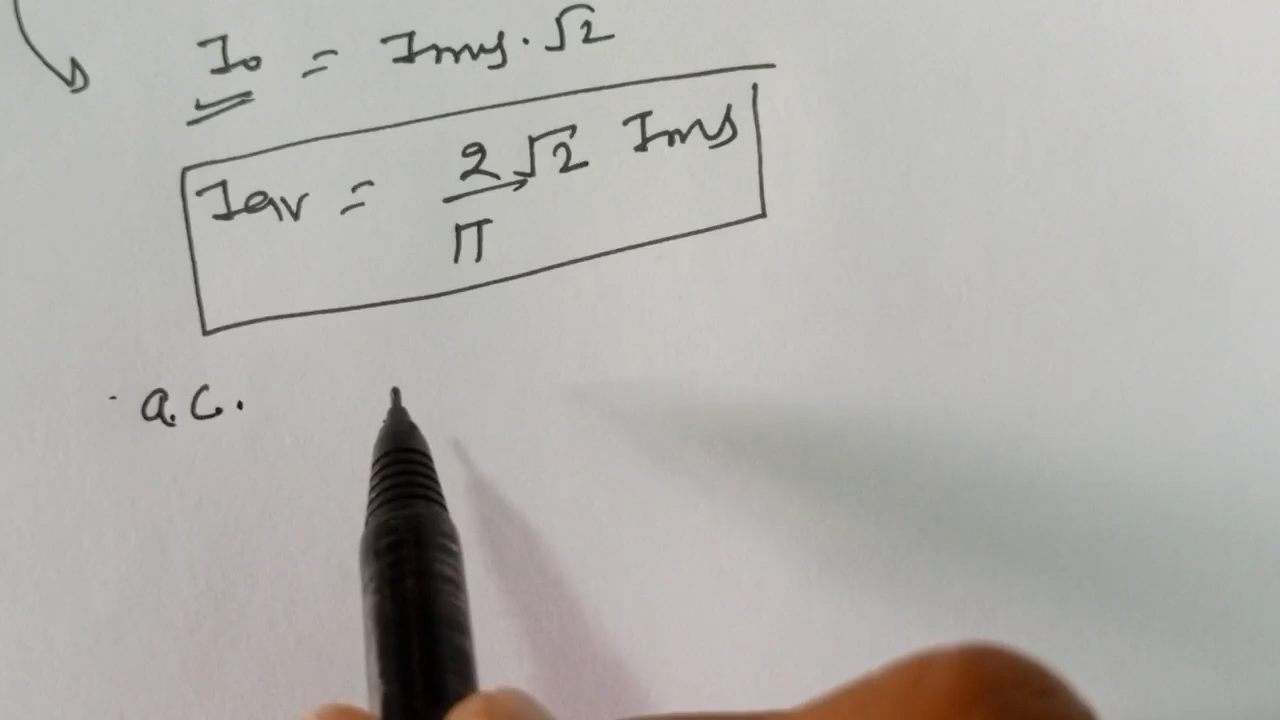 I₀ = Irms · √2
Iav = 2√2/π Irms
a.c.